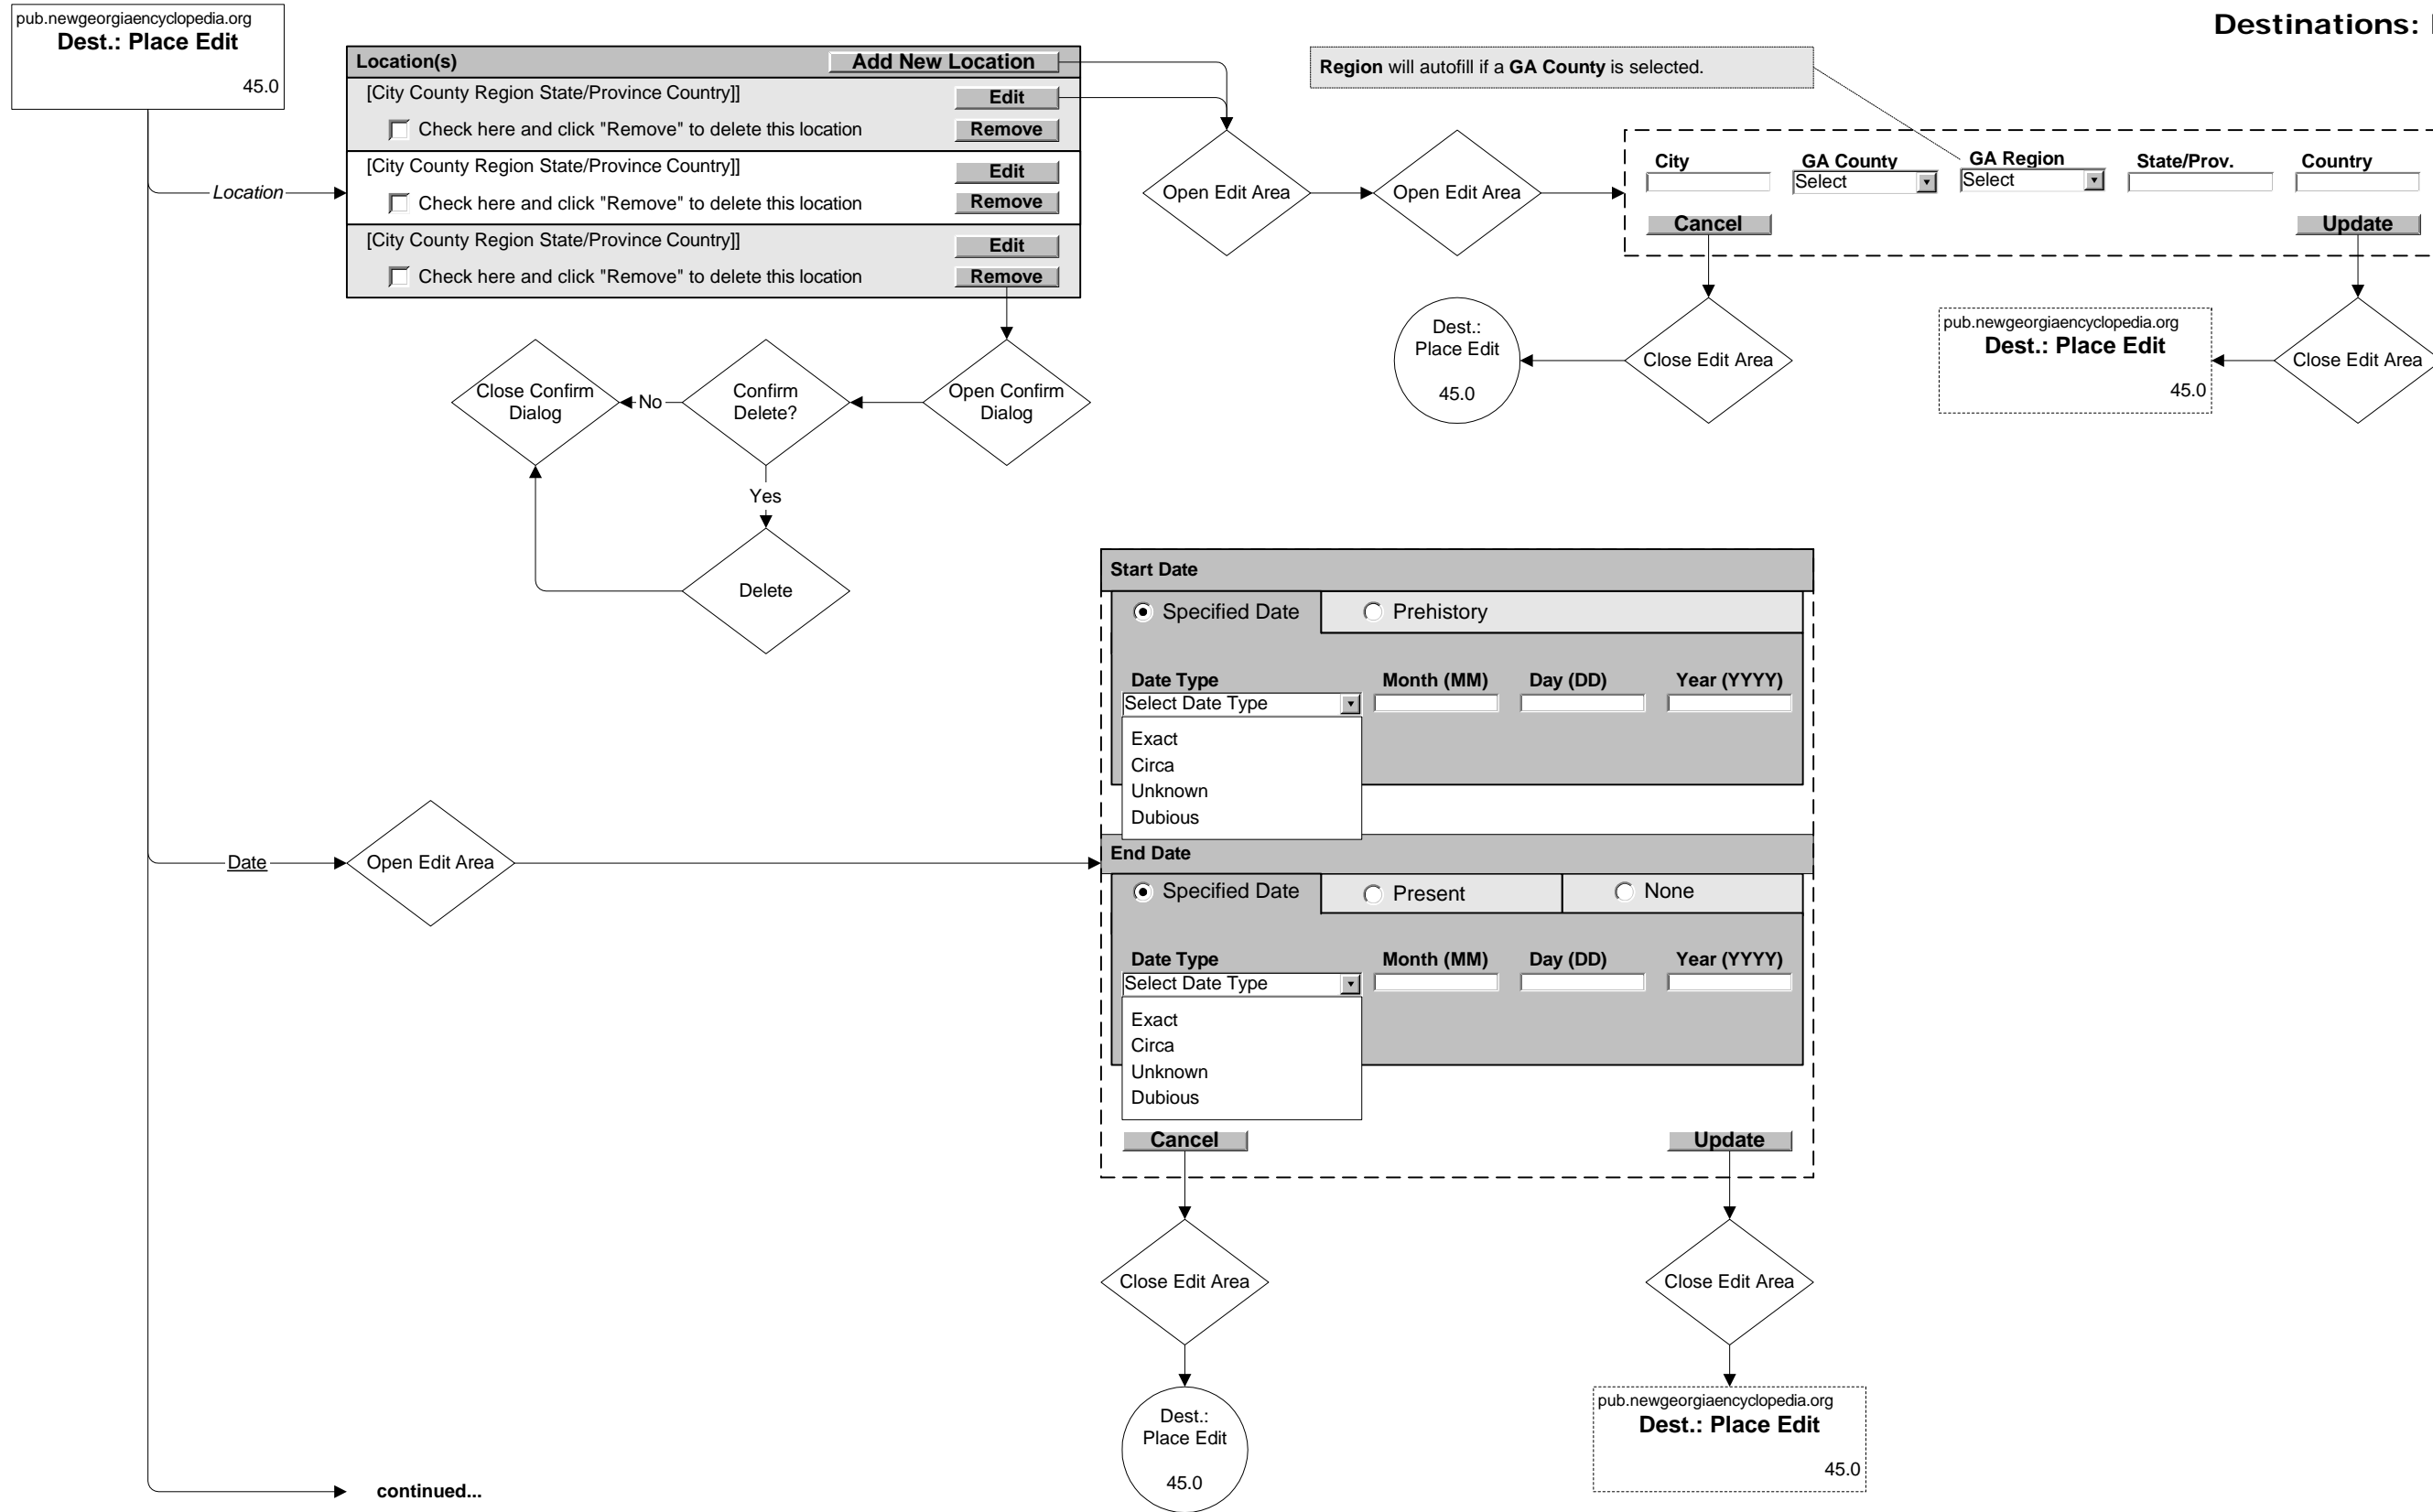 pub.newgeorgiaencyclopedia.org
Dest.: Place Edit
45.0
Destinations:
Location(s) Add New Location
[City County Region State/Province Country]] Edit
Check here and click "Remove" to delete this location Remove
[City County Region State/Province Country]] Edit
Check here and click "Remove" to delete this location Remove
[City County Region State/Province Country]] Edit
Check here and click "Remove" to delete this location Remove
Location
Region will autofill if a GA County is selected.
Open Edit Area
Open Edit Area
City GA County GA Region State/Prov. Country
Select Select
Cancel Update
Dest.:
Place Edit
45.0
Close Edit Area
pub.newgeorgiaencyclopedia.org
Dest.: Place Edit
45.0
Close Edit Area
Close Confirm
Dialog
No
Confirm
Delete?
Open Confirm
Dialog
Yes
Delete
Start Date
Specified Date Prehistory
Date Type Month (MM) Day (DD) Year (YYYY)
Select Date Type
Exact
Circa
Unknown
Dubious
Date
Open Edit Area
End Date
Specified Date Present None
Date Type Month (MM) Day (DD) Year (YYYY)
Select Date Type
Exact
Circa
Unknown
Dubious
Cancel Update
Close Edit Area
Close Edit Area
Dest.:
Place Edit
45.0
pub.newgeorgiaencyclopedia.org
Dest.: Place Edit
45.0
continued...